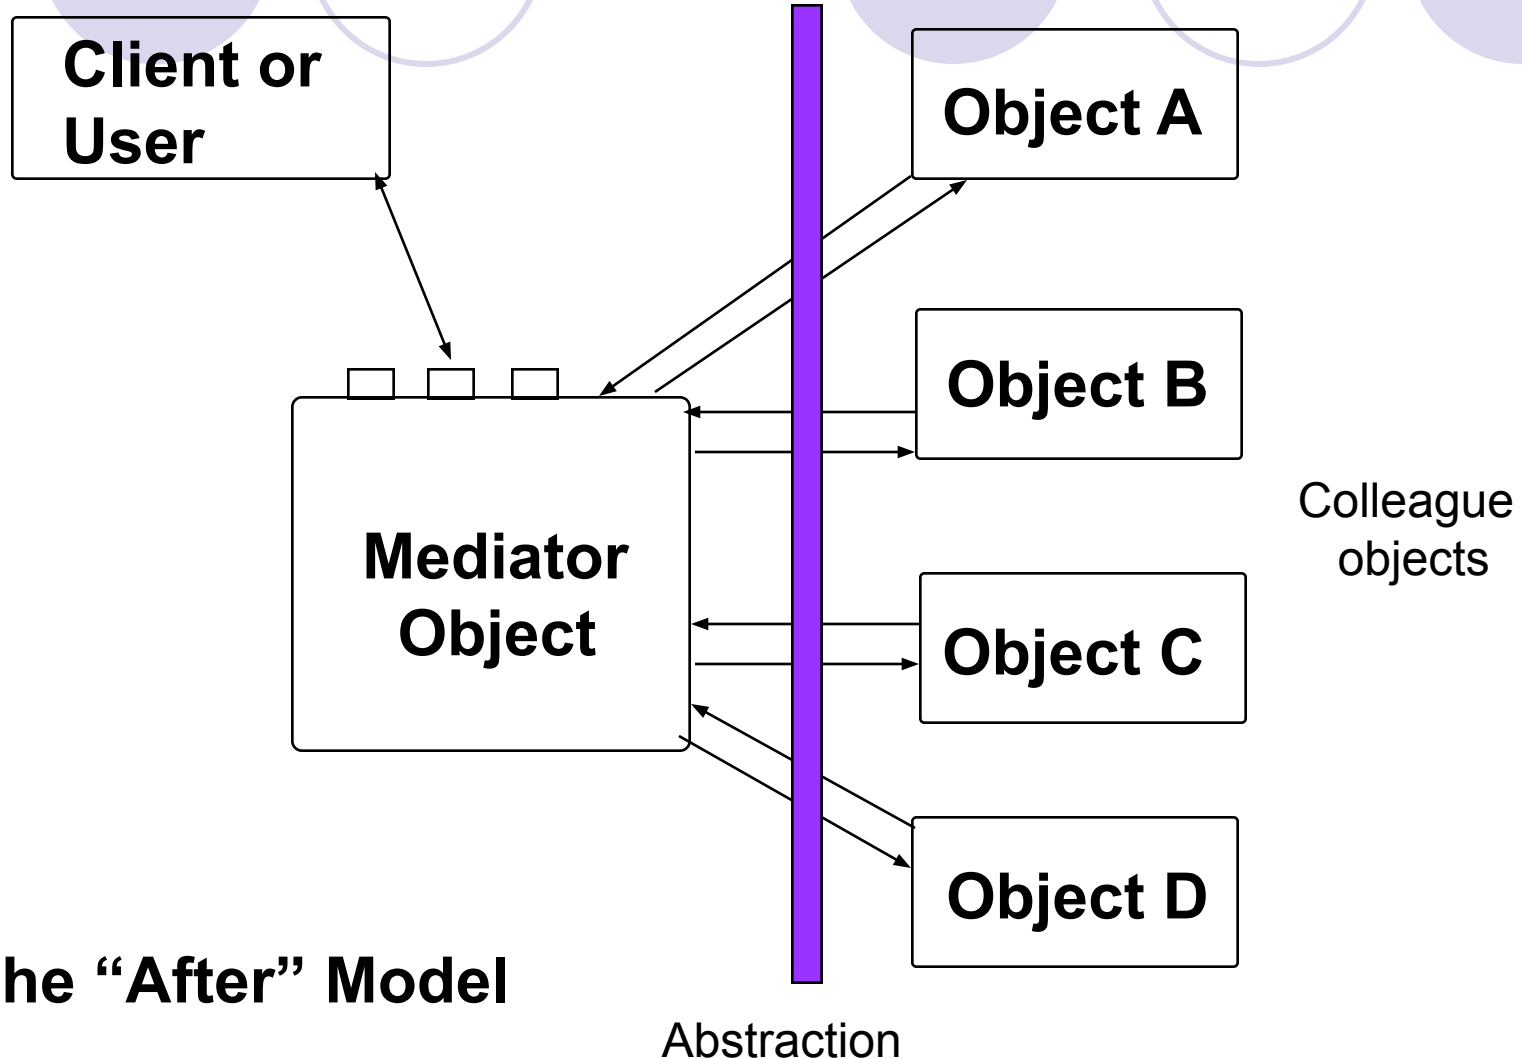 Client or
User
Object A
Object B
Colleague
objects
Mediator
Object
Object C
Object D
he “After” Model
Abstraction